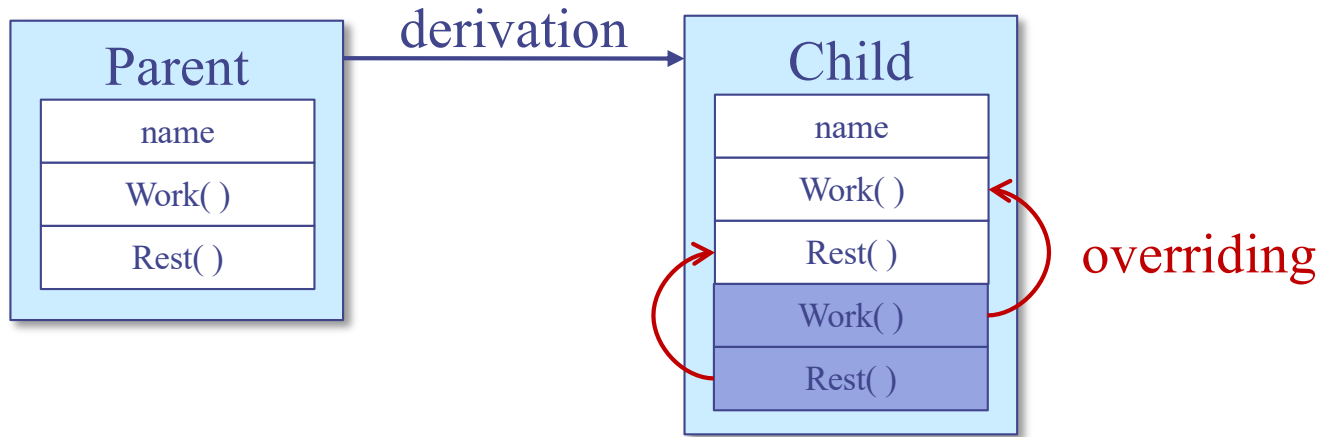 derivation
Parent
name
Work( )
Rest( )
Child
name
Work( )
Rest( )
Work( )
Rest( )
overriding